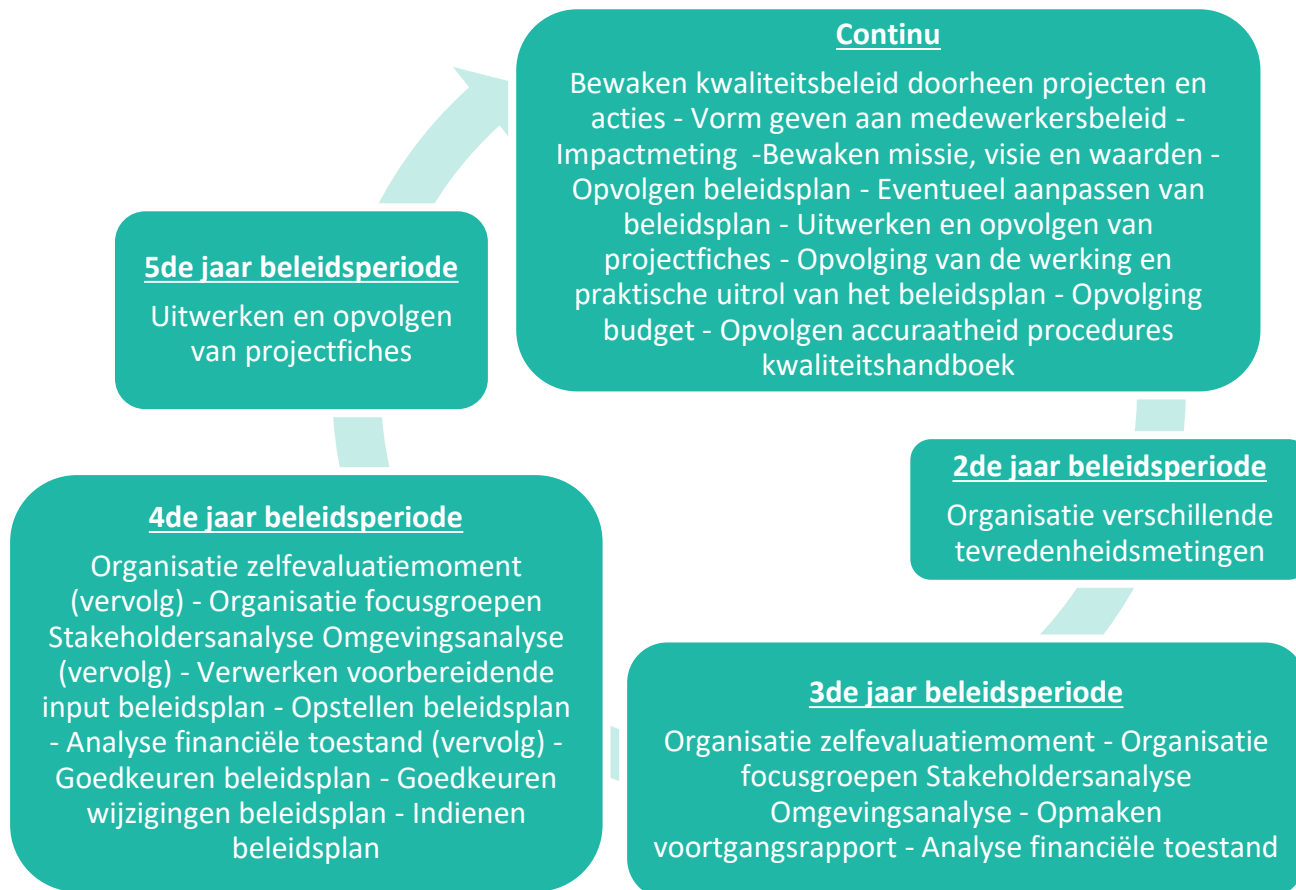 Continu
Bewaken kwaliteitsbeleid doorheen projecten en
acties - Vorm geven aan medewerkersbeleid -
Impactmeting  -Bewaken missie, visie en waarden -
Opvolgen beleidsplan - Eventueel aanpassen van
beleidsplan - Uitwerken en opvolgen van
projectfiches - Opvolging van de werking en
praktische uitrol van het beleidsplan - Opvolging
budget - Opvolgen accuraatheid procedures
kwaliteitshandboek
2de jaar beleidsperiode
Organisatie verschillende
tevredenheidsmetingen
3de jaar beleidsperiode
Organisatie zelfevaluatiemoment - Organisatie
focusgroepen Stakeholdersanalyse
Omgevingsanalyse - Opmaken
voortgangsrapport - Analyse financiële toestand
4de jaar beleidsperiode
Organisatie zelfevaluatiemoment
(vervolg) - Organisatie focusgroepen
Stakeholdersanalyse Omgevingsanalyse
(vervolg) - Verwerken voorbereidende
input beleidsplan - Opstellen beleidsplan
- Analyse financiële toestand (vervolg) -
Goedkeuren beleidsplan - Goedkeuren
wijzigingen beleidsplan - Indienen
beleidsplan
5de jaar beleidsperiode
Uitwerken en opvolgen
van projectfiches